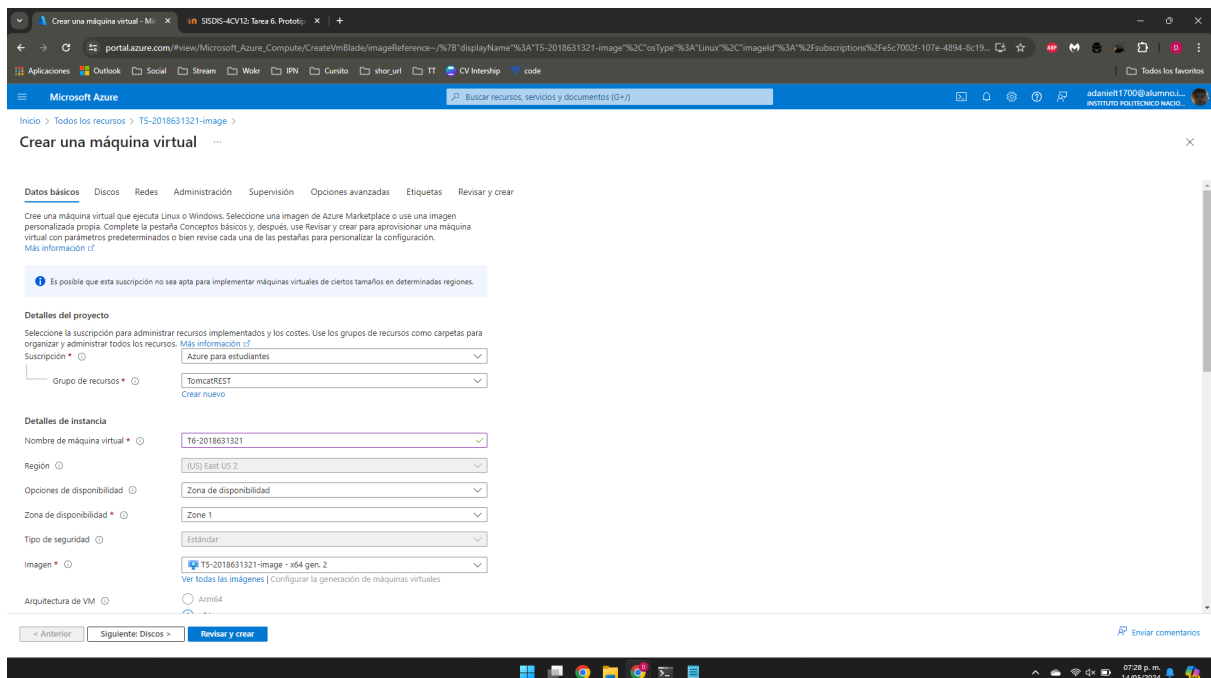 Crear una máquina virtual - Mic
SISDIS-4CV12: Tarea 6. Prototip
portal.azure.com/#view/Microsoft_Azure_Compute/CreateVmBlade/imageReference~/%7B"displayName"%3A"T5-2018631321-image"%2C"osType"%3A"Linux"%2C"imageId"%3A"%2Fsubscriptions%2Fe5c7002f-107e-4894-8c19...
Aplicaciones Outlook Social Stream Wokr IPN Cursito shor_url TT CV Intership code Todos los favoritos
Microsoft Azure
Buscar recursos, servicios y documentos (G+/)
adanielt1700@alumno.i...
INSTITUTO POLITECNICO NACIO...
Inicio > Todos los recursos > T5-2018631321-image >
Crear una máquina virtual ...
Datos básicos Discos Redes Administración Supervisión Opciones avanzadas Etiquetas Revisar y crear
Cree una máquina virtual que ejecuta Linux o Windows. Seleccione una imagen de Azure Marketplace o use una imagen
personalizada propia. Complete la pestaña Conceptos básicos y, después, use Revisar y crear para aprovisionar una máquina
virtual con parámetros predeterminados o bien revise cada una de las pestañas para personalizar la configuración.
Más información
Es posible que esta suscripción no sea apta para implementar máquinas virtuales de ciertos tamaños en determinadas regiones.
Detalles del proyecto
Seleccione la suscripción para administrar recursos implementados y los costes. Use los grupos de recursos como carpetas para
organizar y administrar todos los recursos. Más información
Suscripción * Azure para estudiantes
Grupo de recursos * TomcatREST
Crear nuevo
Detalles de instancia
Nombre de máquina virtual * T6-2018631321
Región (US) East US 2
Opciones de disponibilidad Zona de disponibilidad
Zona de disponibilidad * Zone 1
Tipo de seguridad Estándar
Imagen * T5-2018631321-image - x64 gen. 2
Ver todas las imágenes | Configurar la generación de máquinas virtuales
Arquitectura de VM Arm64
< Anterior Siguiente: Discos > Revisar y crear Enviar comentarios
07:28 p. m.
14/05/2024